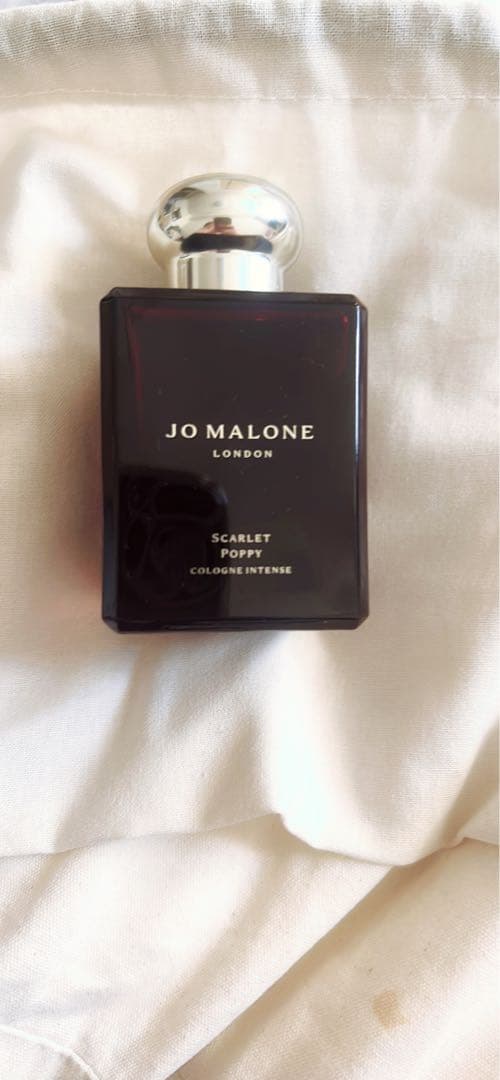 JO MALONE
LONDON
SCARLET
POPPY
COLOGNE INTENSE